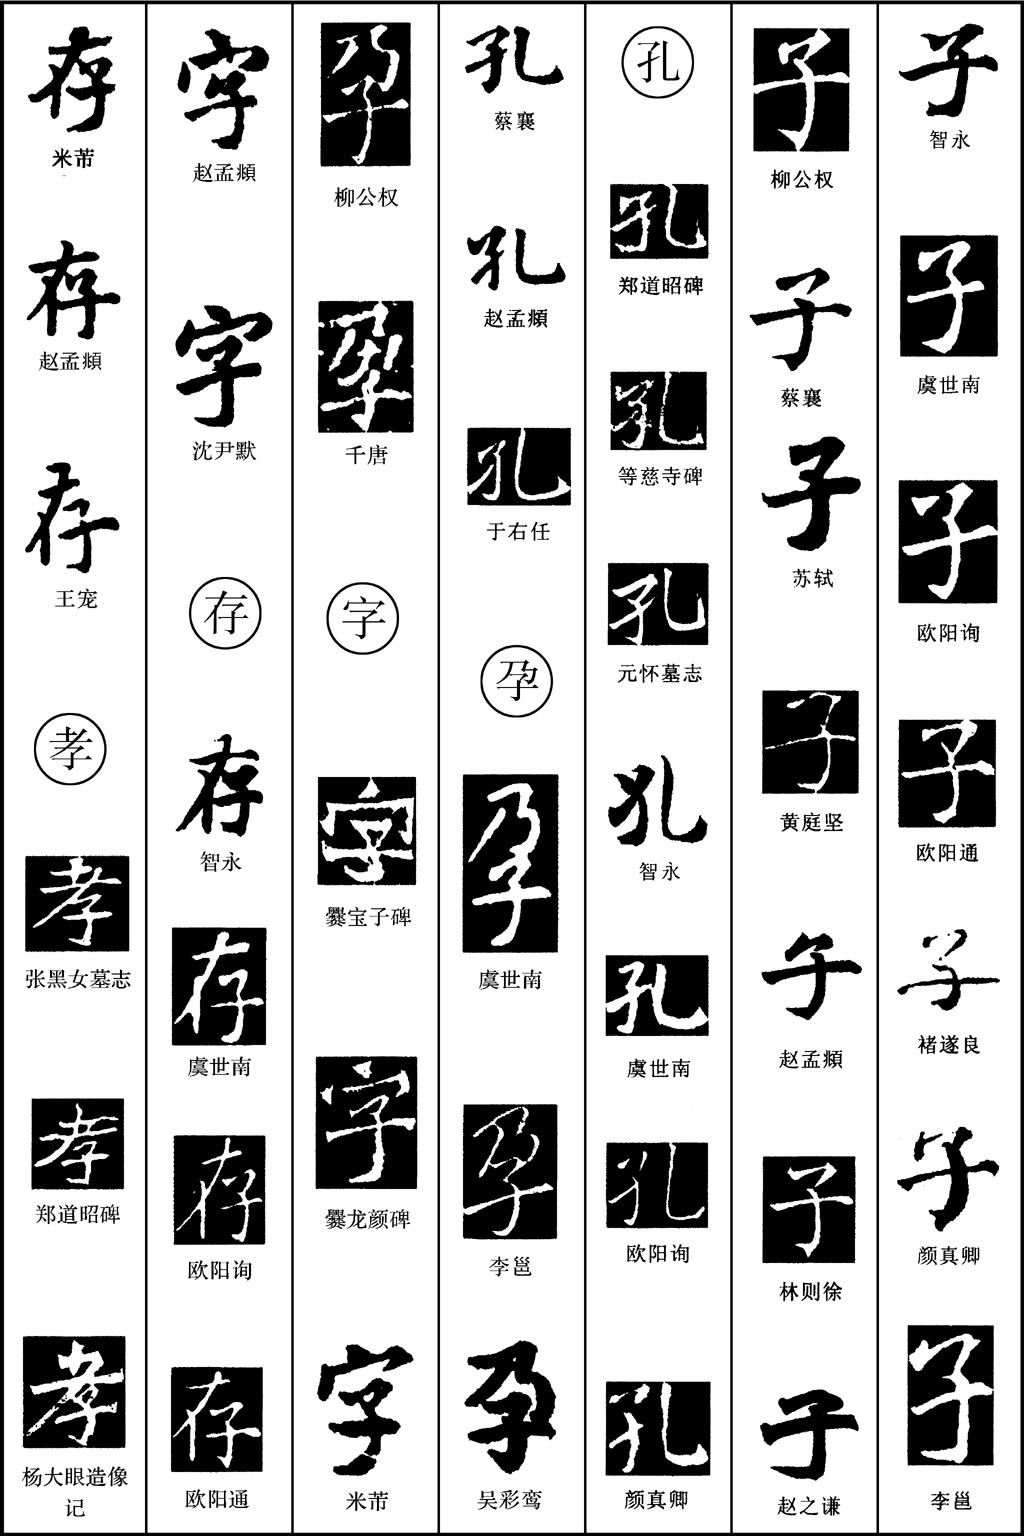 子
智永
子
虞世南
子
欧阳询
子
欧阳通
子
褚遂良
子
颜真卿
子
李邕
子
柳公权
子
蔡襄
子
苏轼
子
黄庭坚
子
赵孟頫
子
林则徐
子
赵之谦
孔
孔
郑道昭碑
孔
等慈寺碑
孔
元怀墓志
孔
智永
孔
虞世南
孔
欧阳询
孔
颜真卿
孔
蔡襄
孔
赵孟頫
孔
于右任
孕
孕
虞世南
孕
李邕
孕
吴彩鸾
孕
柳公权
孕
千唐
字
字
爨宝子碑
字
爨龙颜碑
字
米芾
字
赵孟頫
字
沈尹默
存
存
智永
存
虞世南
存
欧阳询
存
欧阳通
存
米芾
存
赵孟頫
存
王宠
孝
孝
张黑女墓志
孝
郑道昭碑
孝
杨大眼造像
记